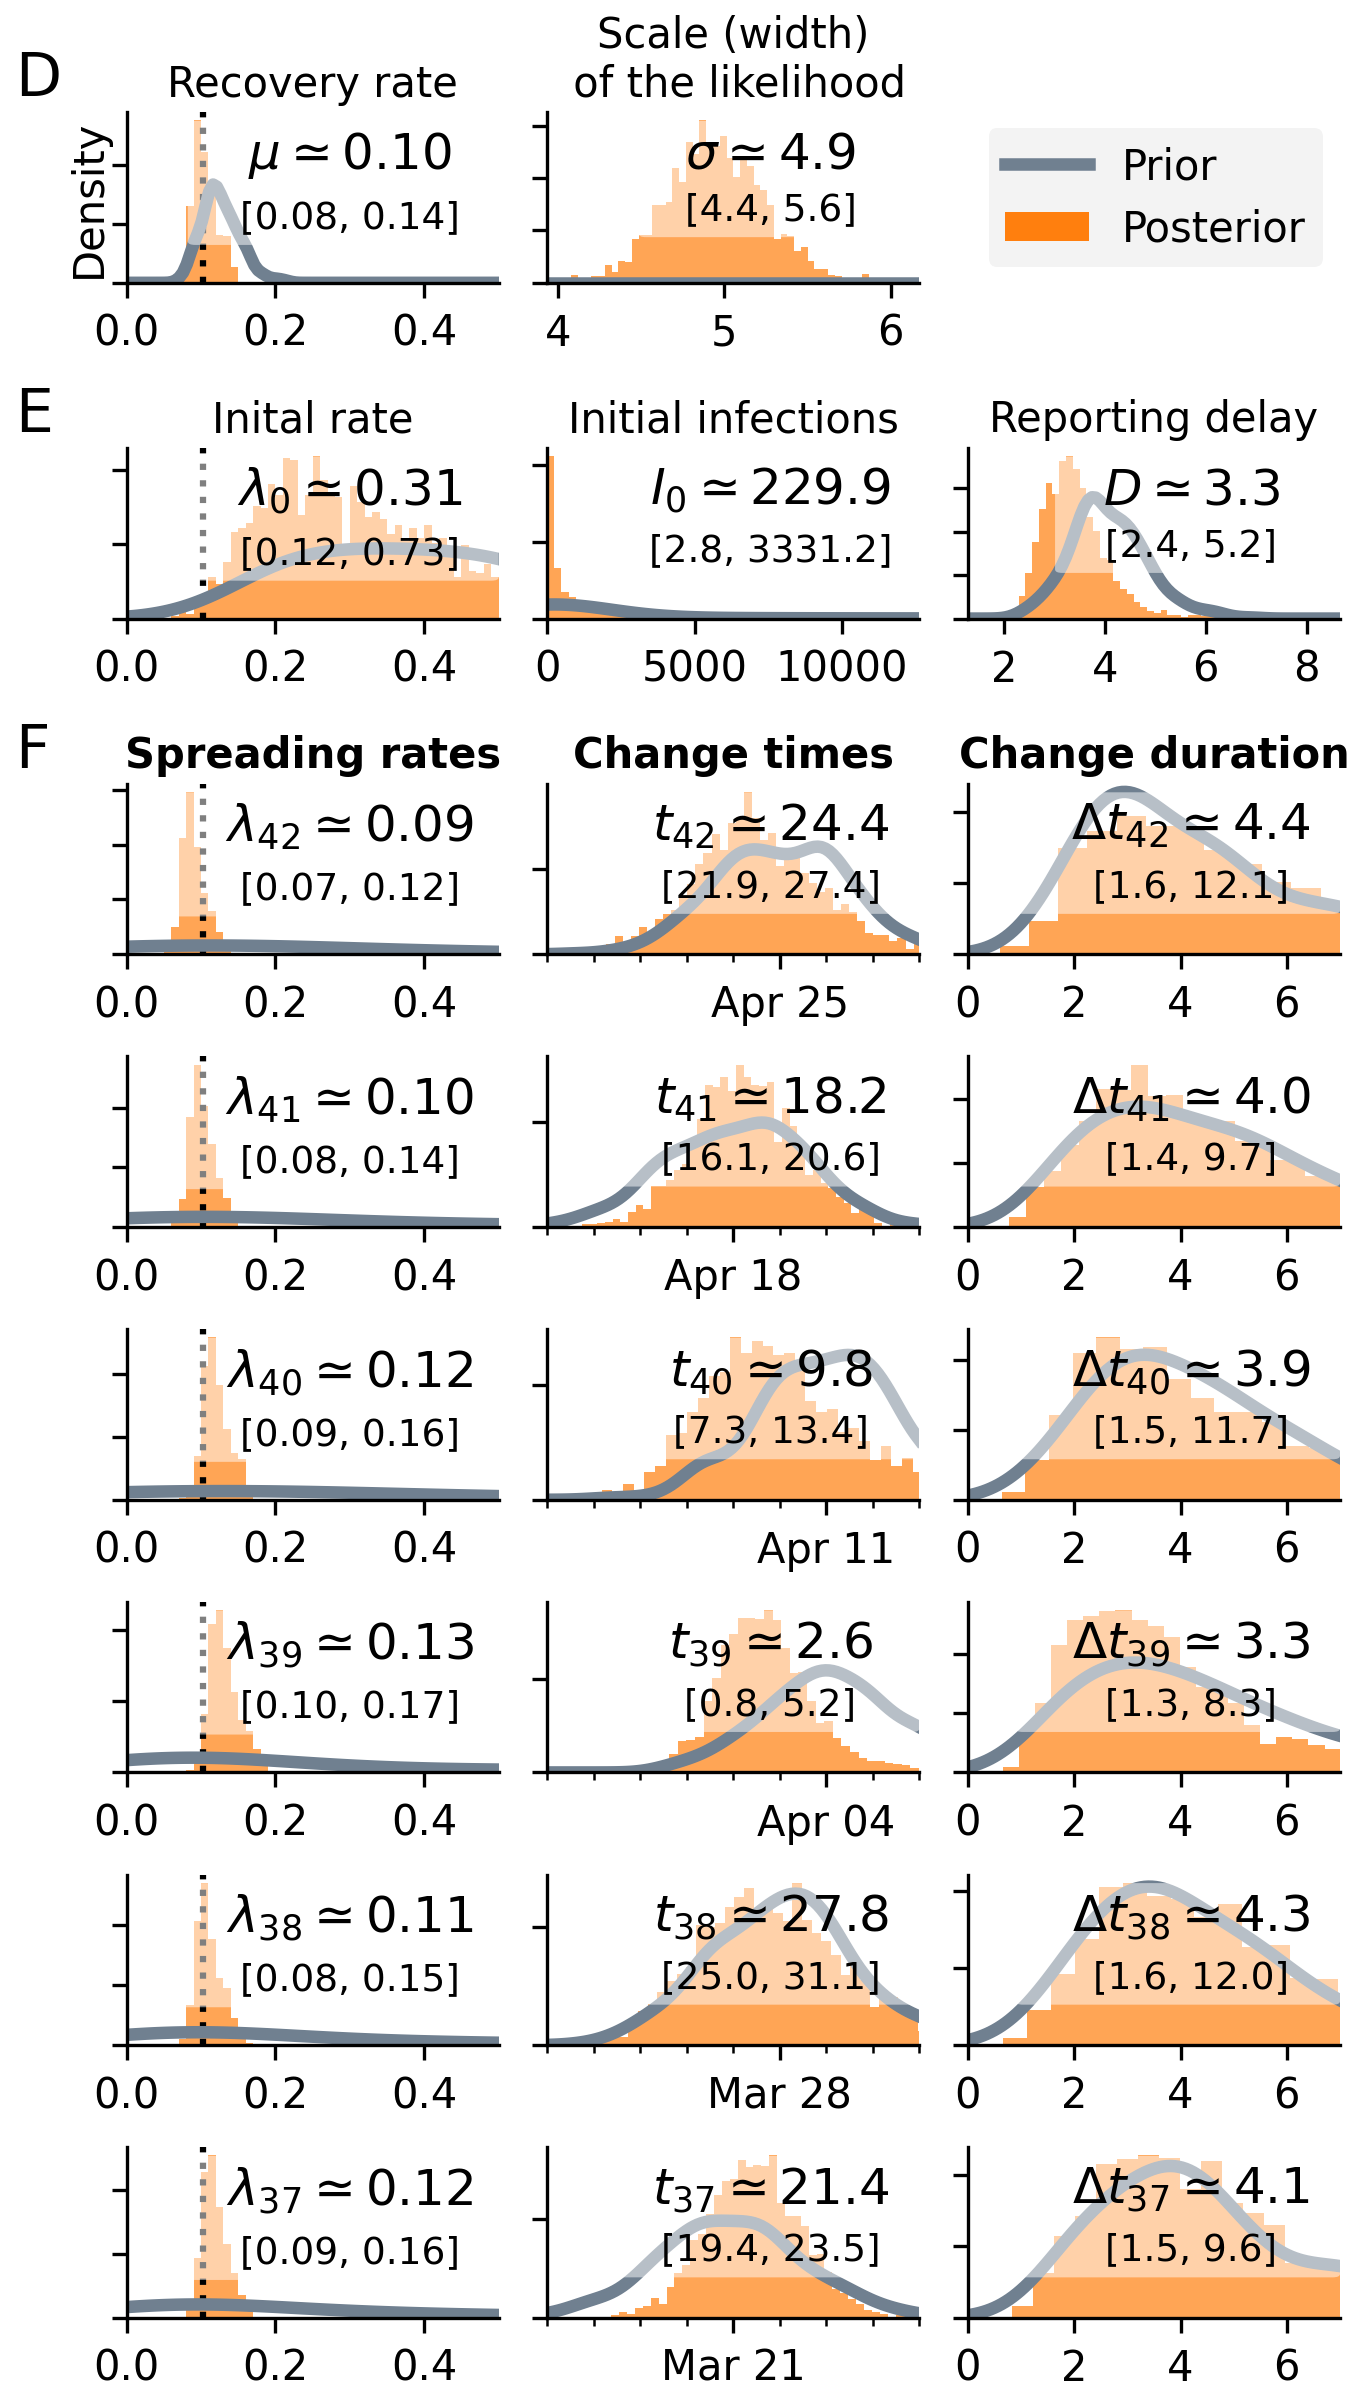 D
Recovery rate
Scale (width)
of the likelihood
Density
μ ≃ 0.10
[0.08, 0.14]
0.0 0.2 0.4
σ ≃ 4.9
[4.4, 5.6]
4 5 6
Prior
Posterior
E
Inital rate
λ0 ≃ 0.31
[0.12, 0.73]
0.0 0.2 0.4
Initial infections
I0 ≃ 229.9
[2.8, 3331.2]
0 5000 10000
Reporting delay
D ≃ 3.3
[2.4, 5.2]
2 4 6 8
F
Spreading rates
Change times
Change duration
λ42 ≃ 0.09
[0.07, 0.12]
0.0 0.2 0.4
t42 ≃ 24.4
[21.9, 27.4]
Apr 25
Δt42 ≃ 4.4
[1.6, 12.1]
0 2 4 6
λ41 ≃ 0.10
[0.08, 0.14]
0.0 0.2 0.4
t41 ≃ 18.2
[16.1, 20.6]
Apr 18
Δt41 ≃ 4.0
[1.4, 9.7]
0 2 4 6
λ40 ≃ 0.12
[0.09, 0.16]
0.0 0.2 0.4
t40 ≃ 9.8
[7.3, 13.4]
Apr 11
Δt40 ≃ 3.9
[1.5, 11.7]
0 2 4 6
λ39 ≃ 0.13
[0.10, 0.17]
0.0 0.2 0.4
t39 ≃ 2.6
[0.8, 5.2]
Apr 04
Δt39 ≃ 3.3
[1.3, 8.3]
0 2 4 6
λ38 ≃ 0.11
[0.08, 0.15]
0.0 0.2 0.4
t38 ≃ 27.8
[25.0, 31.1]
Mar 28
Δt38 ≃ 4.3
[1.6, 12.0]
0 2 4 6
λ37 ≃ 0.12
[0.09, 0.16]
0.0 0.2 0.4
t37 ≃ 21.4
[19.4, 23.5]
Mar 21
Δt37 ≃ 4.1
[1.5, 9.6]
0 2 4 6